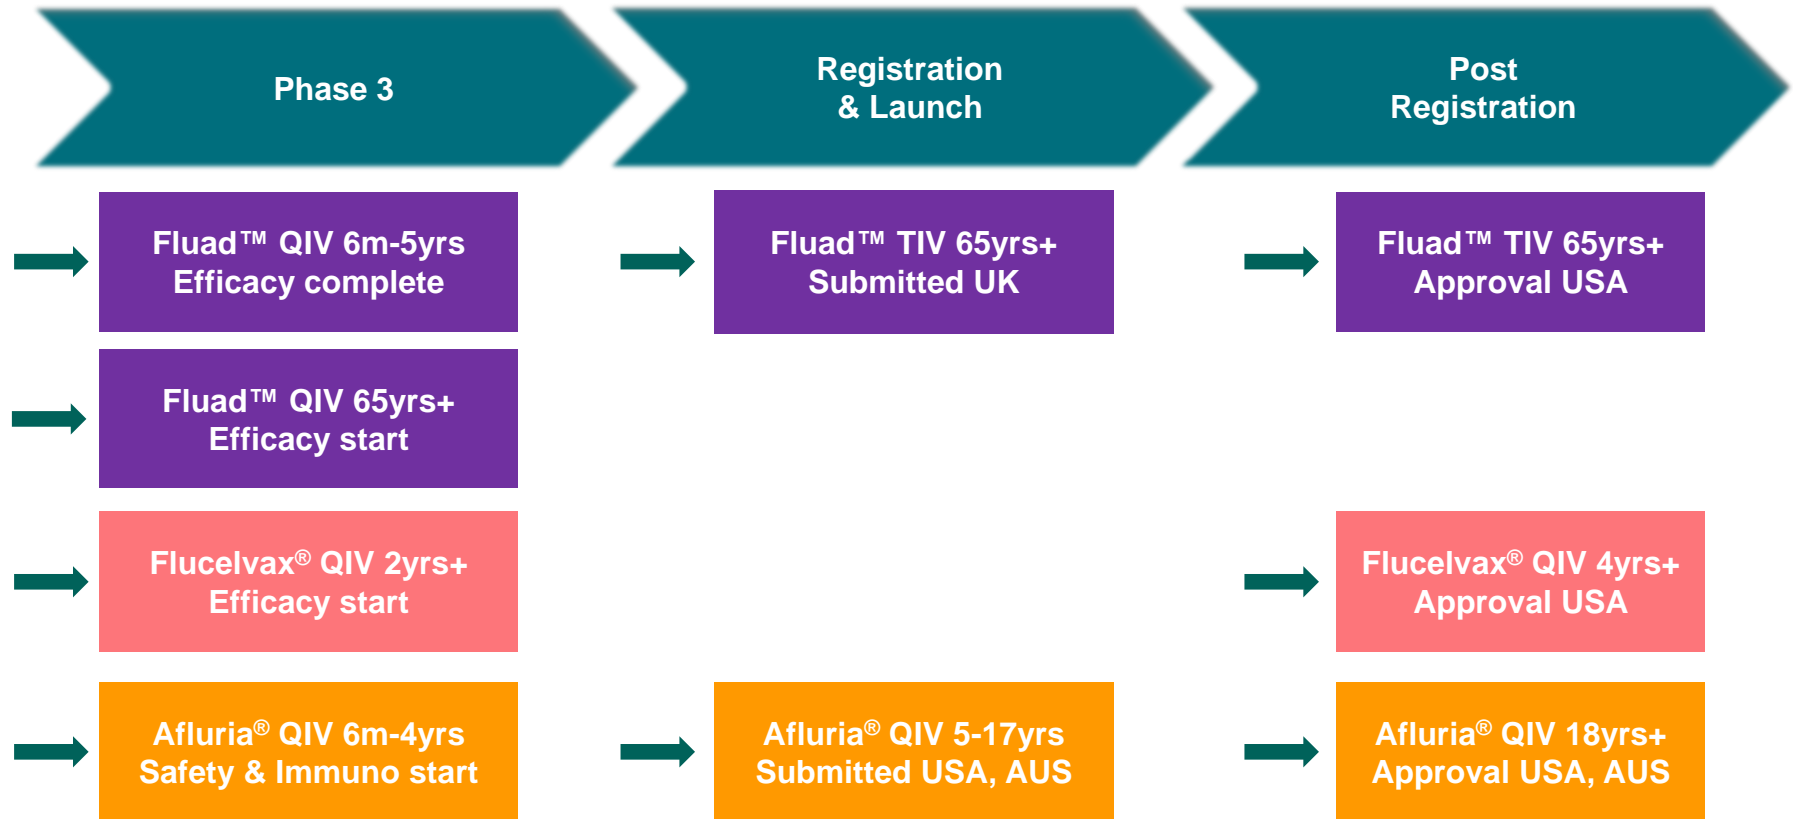 Phase 3
Registration
& Launch
Post
Registration
Fluad™ QIV 6m-5yrs
Efficacy complete
Fluad™ TIV 65yrs+
Submitted UK
Fluad™ TIV 65yrs+
Approval USA
Fluad™ QIV 65yrs+
Efficacy start
Flucelvax® QIV 2yrs+
Efficacy start
Flucelvax® QIV 4yrs+
Approval USA
Afluria® QIV 6m-4yrs
Safety & Immuno start
Afluria® QIV 5-17yrs
Submitted USA, AUS
Afluria® QIV 18yrs+
Approval USA, AUS